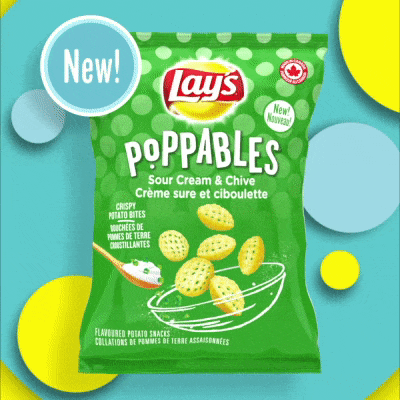 New!
Lay's
New!
Nouveau!
POPPABLES
Sour Cream & Chive
Crème sure et ciboulette
CRISPY
POTATO BITES
BOUCHÉES DE
POMMES DE TERRE
CROUSTILLANTES
FLAVOURED POTATO SNACKS
COLLATIONS DE POMMES DE TERRE ASSAISONNÉES